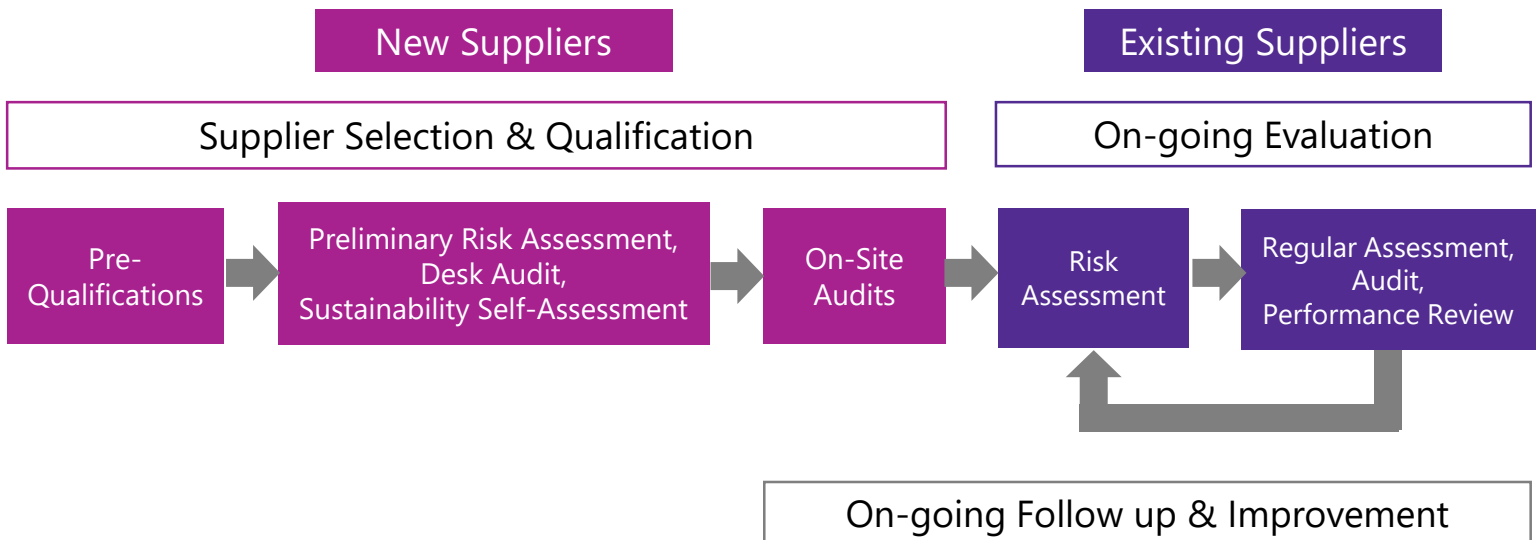 New Suppliers
Existing Suppliers
Supplier Selection & Qualification
On-going Evaluation
Pre-
Qualifications
Preliminary Risk Assessment,
Desk Audit,
Sustainability Self-Assessment
On-Site
Audits
Risk
Assessment
Regular Assessment,
Audit,
Performance Review
On-going Follow up & Improvement